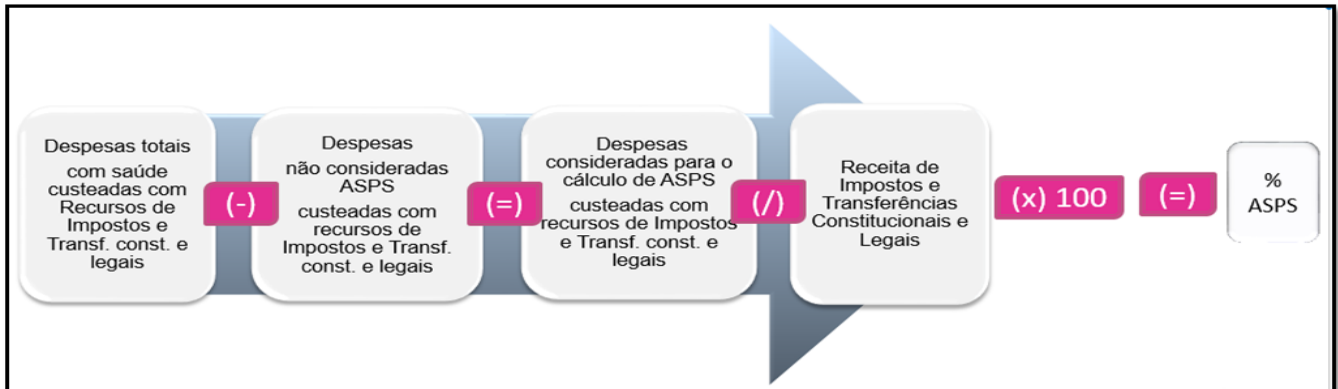 Despesas totais
com saúde
custeadas com
Recursos de
Impostos e
Transf. const. e
legais
(-)
Despesas
não consideradas
ASPS
custeadas com
recursos de
Impostos e Transf.
const. e legais
(=)
Despesas
consideradas para o
cálculo de ASPS
custeadas com
recursos de Impostos
e Transf. const. e
legais
(/)
Receita de
Impostos e
Transferências
Constitucionais e
Legais
(x) 100
(=)
%
ASPS